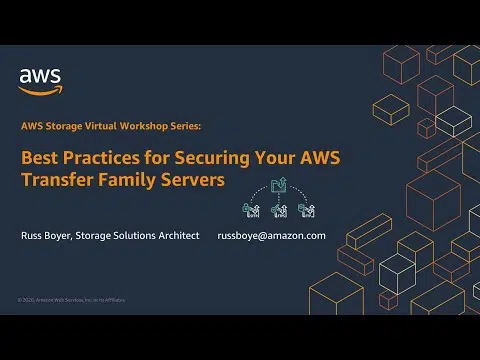 aws
AWS Storage Virtual Workshop Series:
Best Practices for Securing Your AWS
Transfer Family Servers
Russ Boyer, Storage Solutions Architect russboye@amazon.com
© 2020, Amazon Web Services, Inc. or its Affiliates.